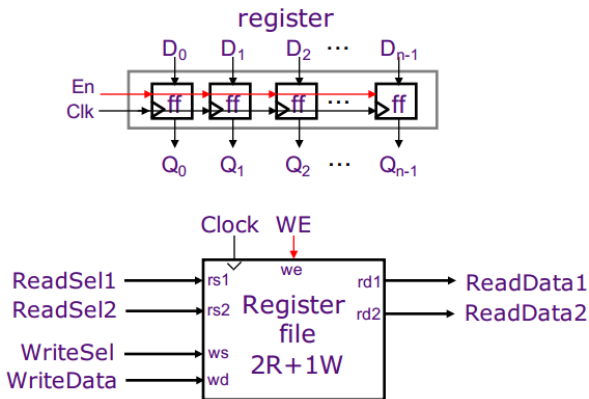 register
D0 D1 D2 ... Dn-1
En
Clk
ff ff ff ... ff
Q0 Q1 Q2 ... Qn-1
Clock WE
we
ReadSel1 rs1 rd1 ReadData1
ReadSel2 rs2 Register rd2 ReadData2
file
WriteSel ws 2R+1W
WriteData wd